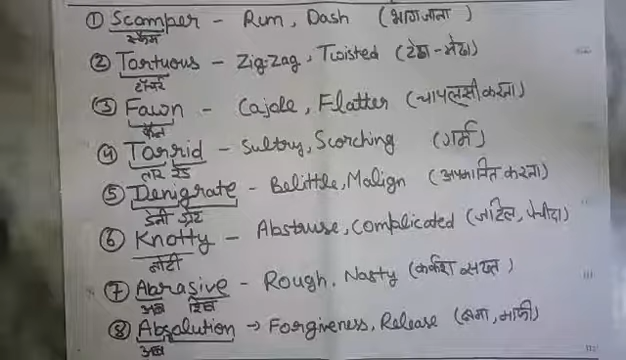 ① Scamper - Run, Dash (भाग जाना)
स्कैम
② Tortuous - Zig-Zag, Twisted (टेढा-मेढा)
टॉर्चर
③ Fawn - Cajole, Flatter (चापलूसी करना)
फॅन
④ Torrid - Sultry, Scorching (गर्म)
तार रेड
⑤ Denigrate - Belittle, Malign (अपमानित करना)
डेनी ग्रेट
⑥ Knotty - Abstruse, Complicated (जटिल, पेचीदा)
नोटी
⑦ Abrasive - Rough, Nasty (कर्कश सख्त)
अब
⑧ Absolution → Forgiveness, Release (क्षमा, माफी)
अब